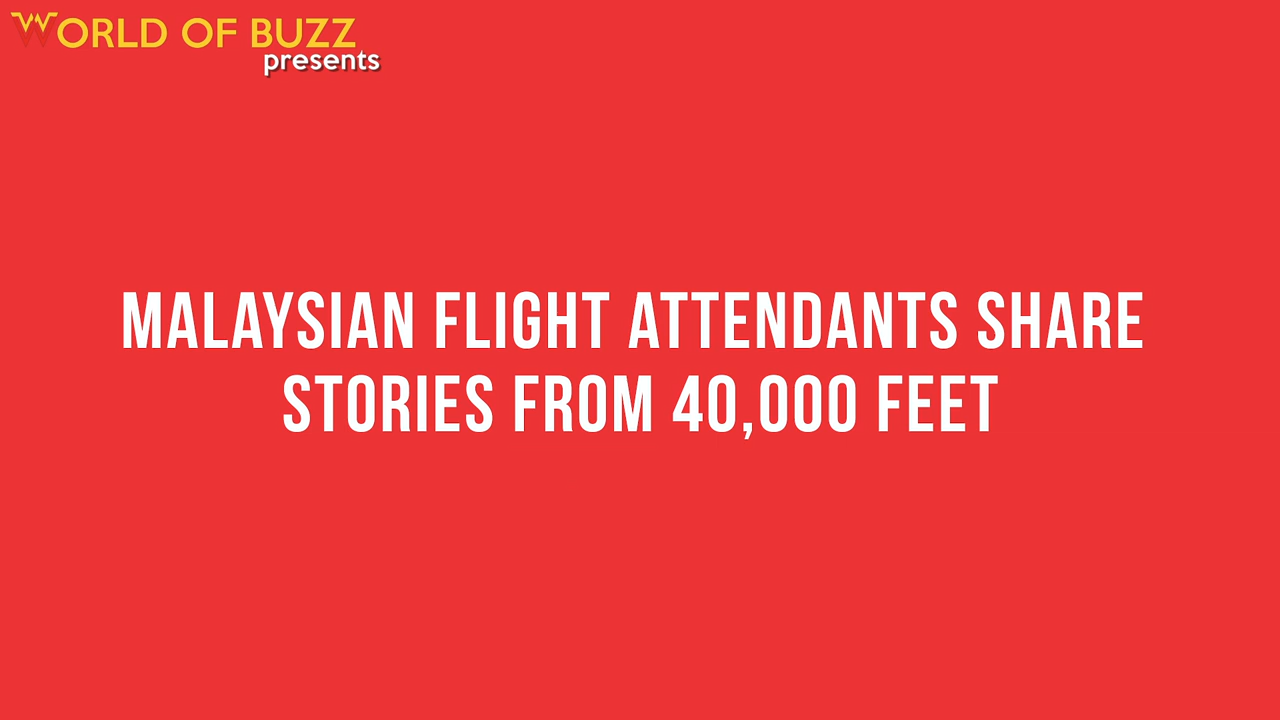 WORLD OF BUZZ
presents
MALAYSIAN FLIGHT ATTENDANTS SHARE
STORIES FROM 40,000 FEET